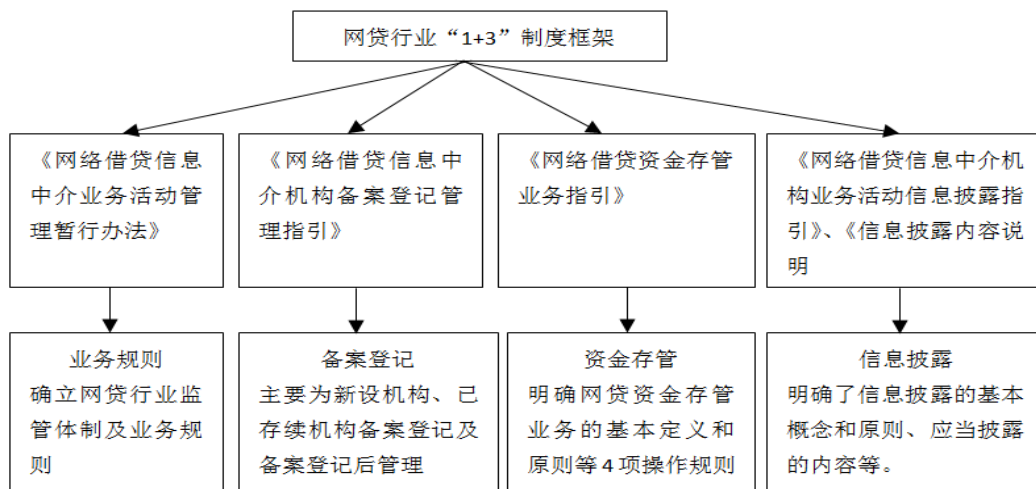 网贷行业“1+3”制度框架
《网络借贷信息
中介业务活动管
理暂行办法》
《网络借贷信息中
介机构备案登记管
理指引》
《网络借贷资金存管
业务指引》
《网络借贷信息中介机
构业务活动信息披露指
引》、《信息披露内容说
明
业务规则
确立网贷行业监
管体制及业务规
则
备案登记
主要为新设机构、已
存续机构备案登记及
备案登记后管理
资金存管
明确网贷资金存管
业务的基本定义和
原则等4项操作规则
信息披露
明确了信息披露的基本
概念和原则、应当披露
的内容等。